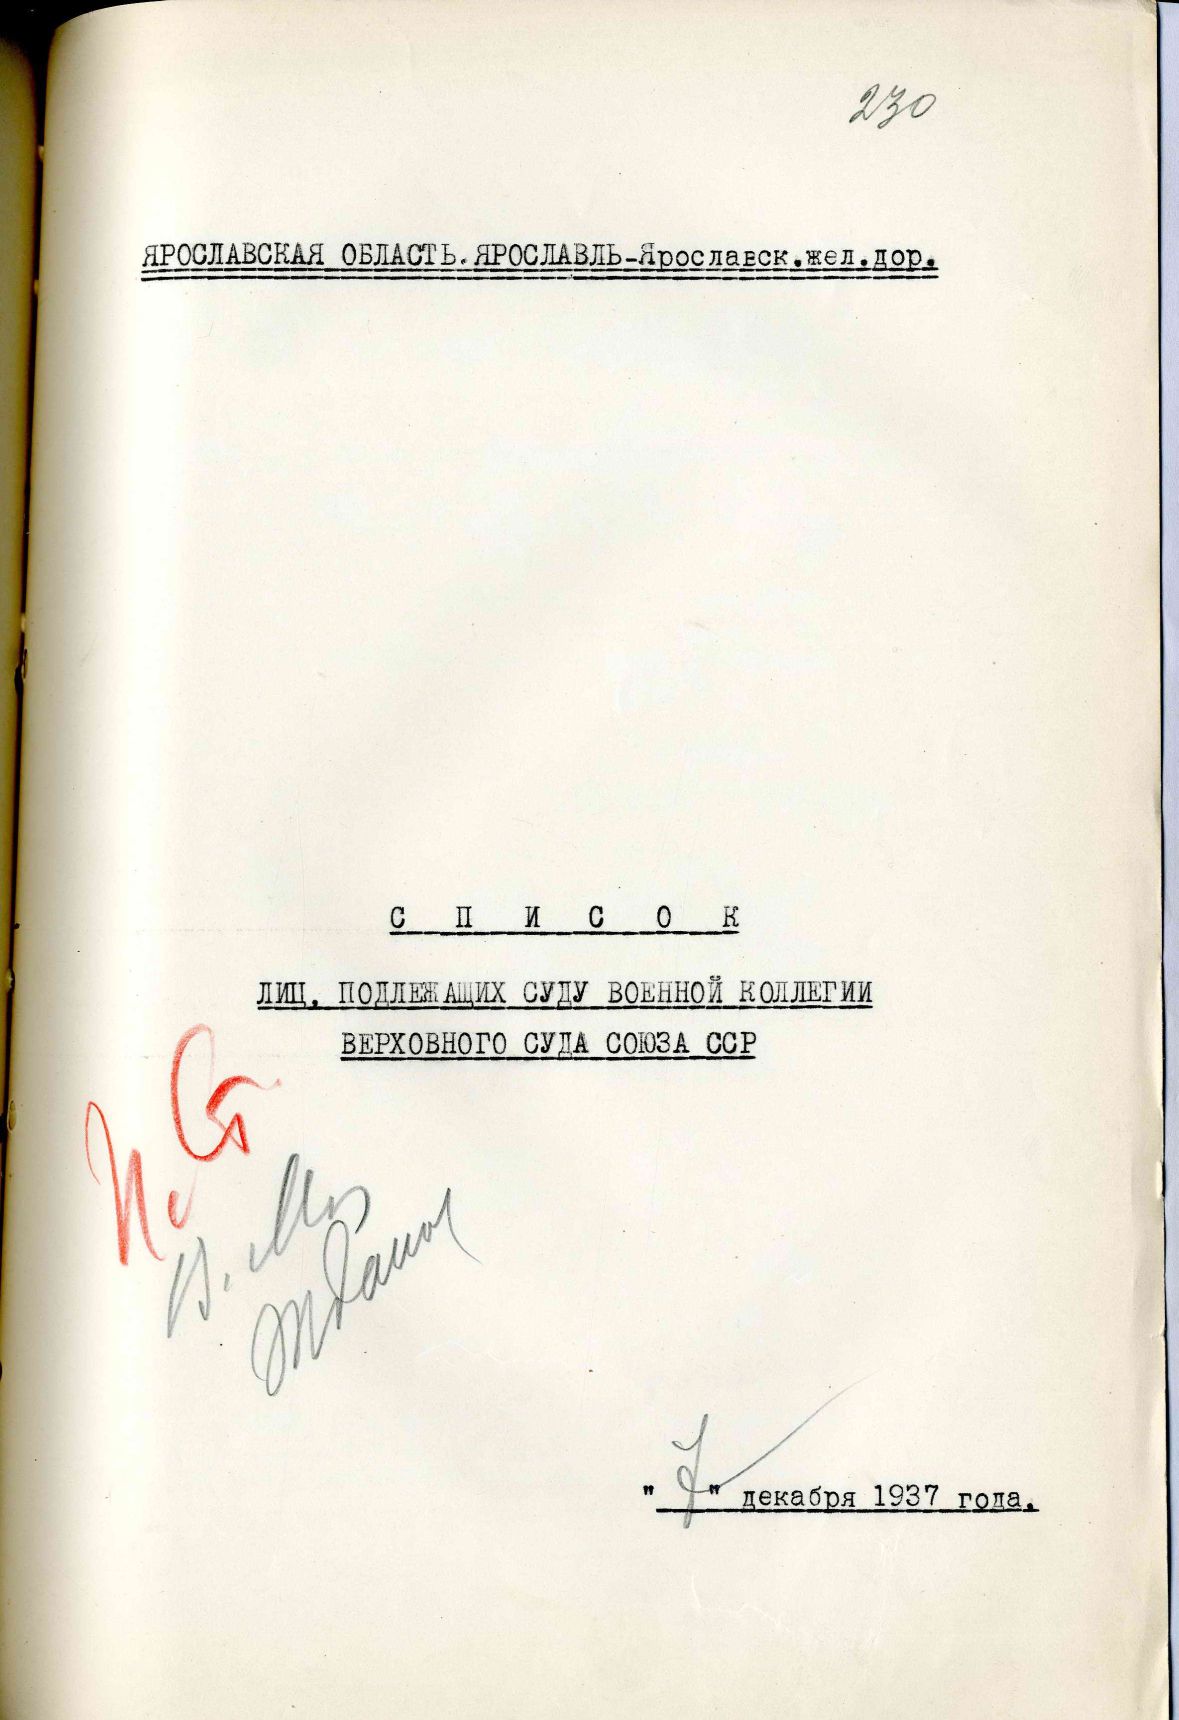 230
ЯРОСЛАВСКАЯ ОБЛАСТЬ. ЯРОСЛАВЛЬ-Ярославск.жел.дор.
С П И С О К
ЛИЦ, ПОДЛЕЖАЩИХ СУДУ ВОЕННОЙ КОЛЛЕГИИ
ВЕРХОВНОГО СУДА СОЮЗА ССР
И Ст
В. Мол
Жданов
"7" декабря 1937 года.